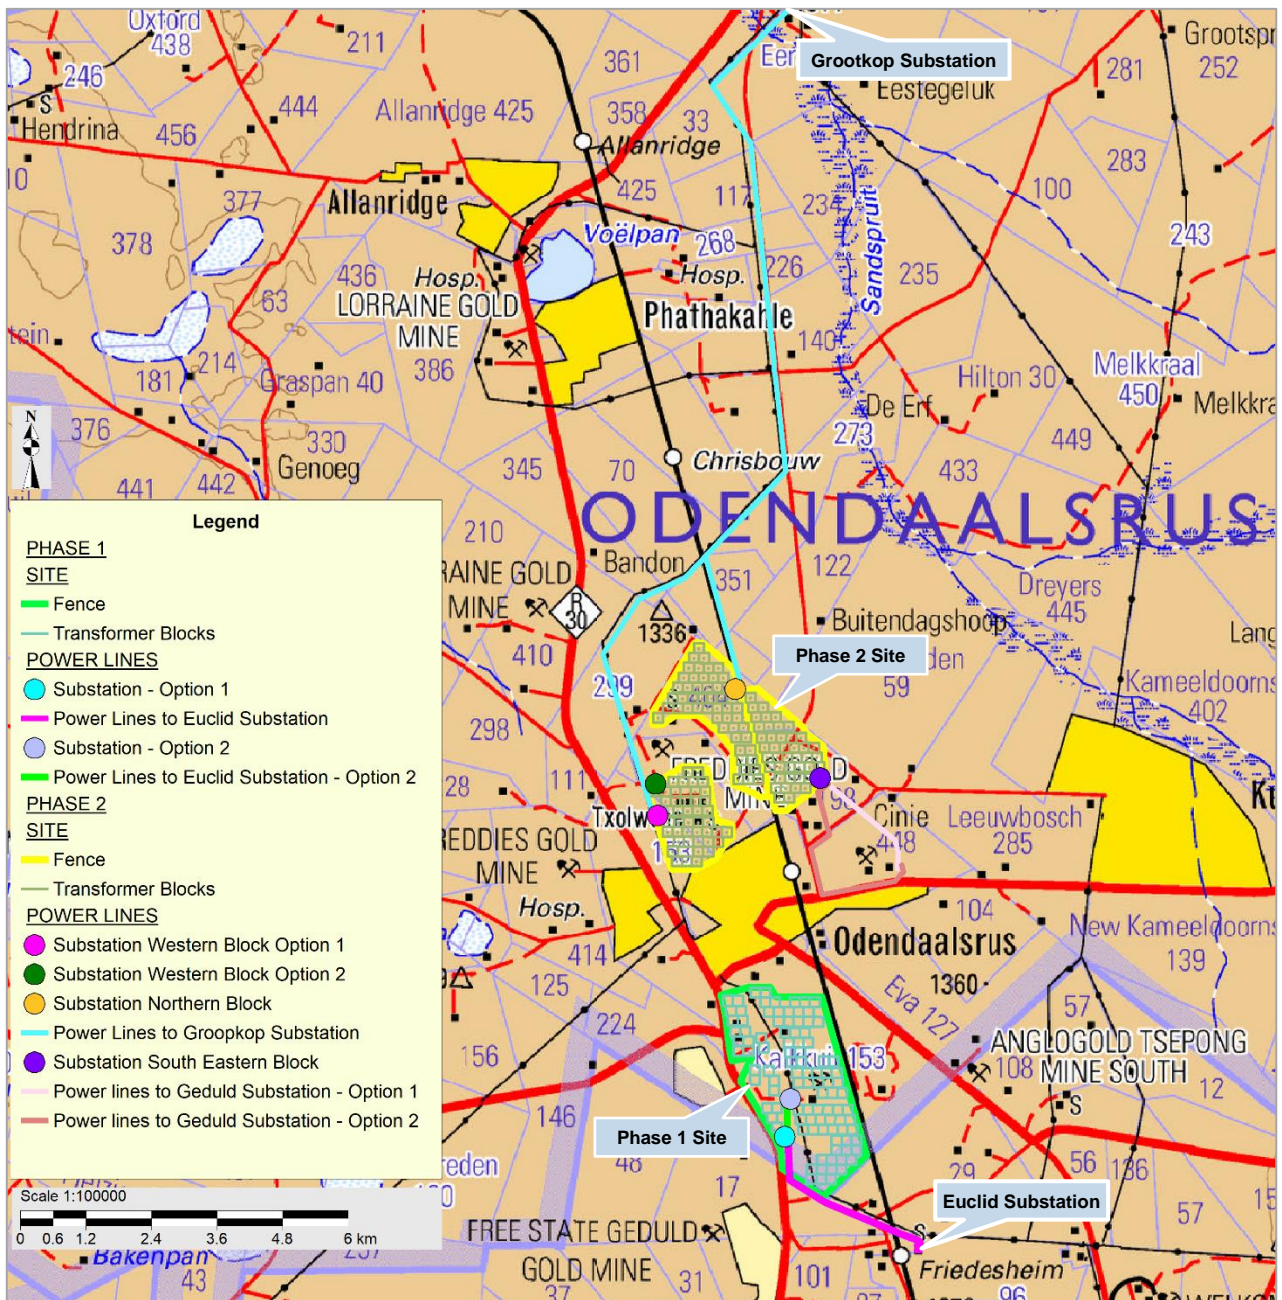 Oxford
438
211
361
Grootkop Substation
281
252
246
S
Hendrina
444
456
Allanridge 425
358
33
Eestegeluk
Allanridge
283
377
Allanridge
425
117
234
100
378
Voëlpan
268
Sandspruit
243
436
Hosp.
Hosp.
226
235
63
LORRAINE GOLD
MINE
Phathakahle
214
181
Graspan 40
386
140
Hilton 30
Melkkraal
450
N
376
330
Genoeg
De Erf
273
449
441
442
345
70
Chrisbouw
433
ODENDAALSRUS
210
Bandon
351
122
Dreyers
445
MINE
R
30
1336
Buitendagshoop
Phase 2 Site
59
410
299
Kameeldoorns
402
298
28
111
MINE
98
Cinie
448
Leeuwbosch
285
MINE
Hosp.
414
125
104
New Kameeldoorns
139
Odendaalsrus
1360
Eva 127
57
224
156
Kalkkuil 153
ANGLOGOLD TSEPONG
MINE SOUTH
108
12
S
146
Phase 1 Site
48
29
56
136
17
Euclid Substation
57
FREE STATE GEDULD
GOLD MINE
S
Friedesheim
31
101
37
96
Bakenpan
43
Legend
PHASE 1
SITE
Fence
Transformer Blocks
POWER LINES
Substation - Option 1
Power Lines to Euclid Substation
Substation - Option 2
Power Lines to Euclid Substation - Option 2
PHASE 2
SITE
Fence
Transformer Blocks
POWER LINES
Substation Western Block Option 1
Substation Western Block Option 2
Substation Northern Block
Power Lines to Groopkop Substation
Substation South Eastern Block
Power lines to Geduld Substation - Option 1
Power lines to Geduld Substation - Option 2
Scale 1:100000
0 0.6 1.2 2.4 3.6 4.8 6 km